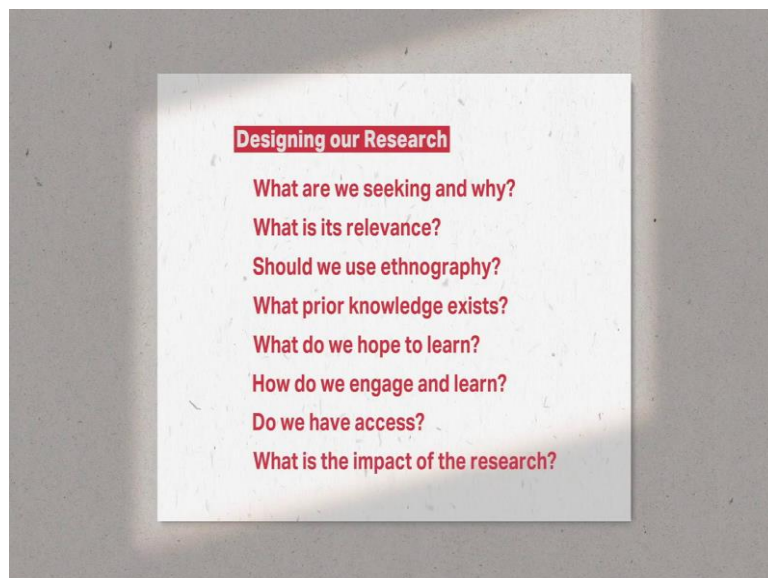 Designing our Research
What are we seeking and why?
What is its relevance?
Should we use ethnography?
What prior knowledge exists?
What do we hope to learn?
How do we engage and learn?
Do we have access?
What is the impact of the research?